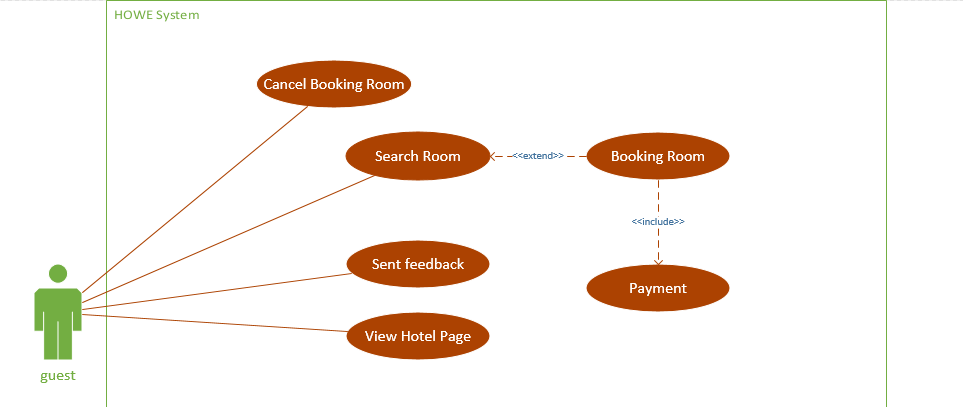 HOWE System
Cancel Booking Room
Search Room
<<extend>>
Booking Room
<<include>>
Sent feedback
Payment
View Hotel Page
guest